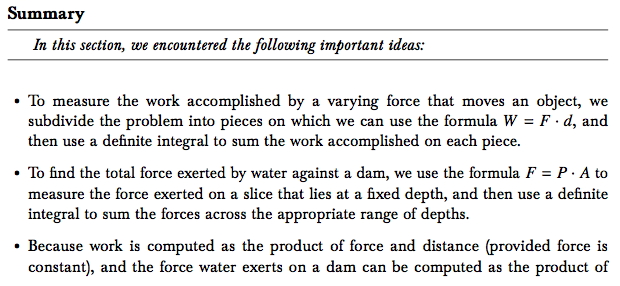 Summary
In this section, we encountered the following important ideas:
• To measure the work accomplished by a varying force that moves an object, we
subdivide the problem into pieces on which we can use the formula W = F · d, and
then use a definite integral to sum the work accomplished on each piece.
• To find the total force exerted by water against a dam, we use the formula F = P · A to
measure the force exerted on a slice that lies at a fixed depth, and then use a definite
integral to sum the forces across the appropriate range of depths.
• Because work is computed as the product of force and distance (provided force is
constant), and the force water exerts on a dam can be computed as the product of